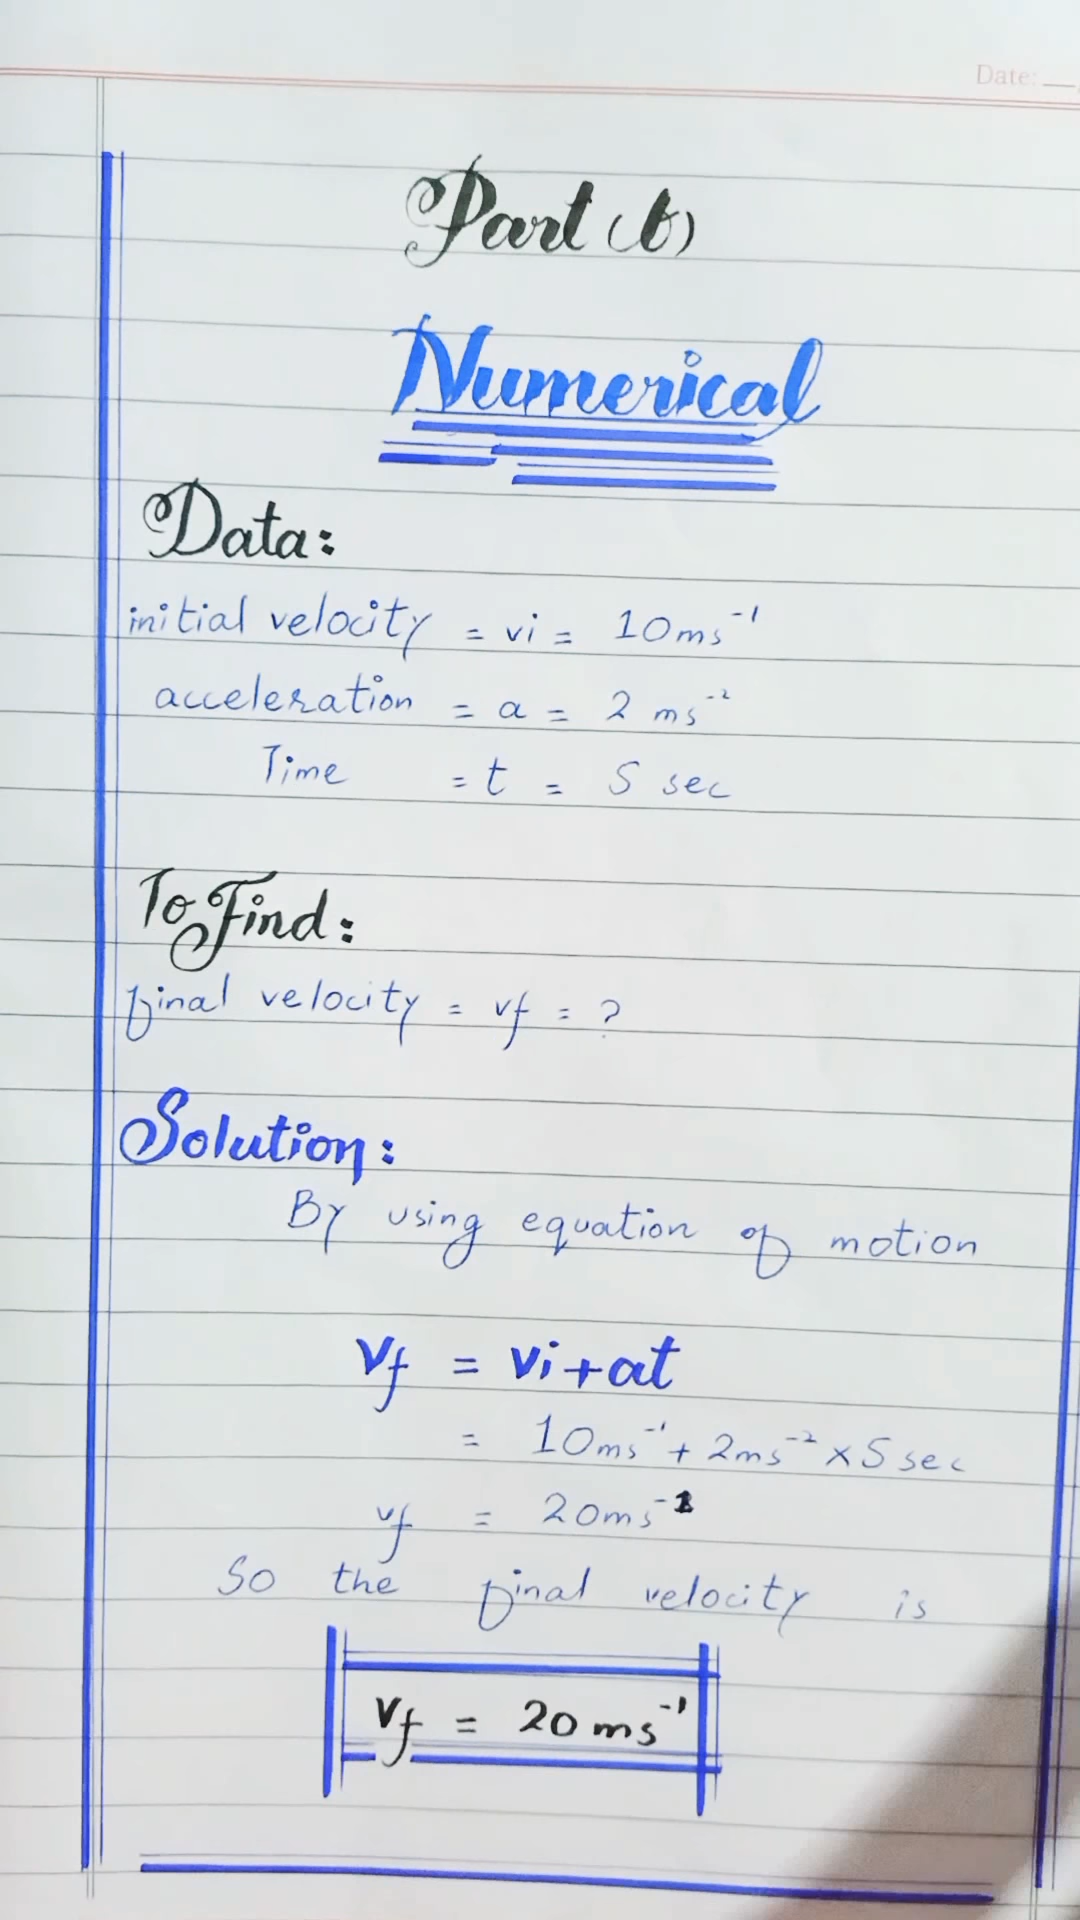 Date:
Part (b)
Numerical
Data:
initial velocity = vi = 10ms⁻¹
acceleration = a = 2 ms⁻²
Time = t = 5 sec
To Find:
final velocity = vf = ?
Solution:
By using equation of motion
Vf = vi+at
= 10ms⁻¹ + 2ms⁻² x 5 sec
vf = 20ms⁻¹
So the final velocity is
Vf = 20 ms⁻¹